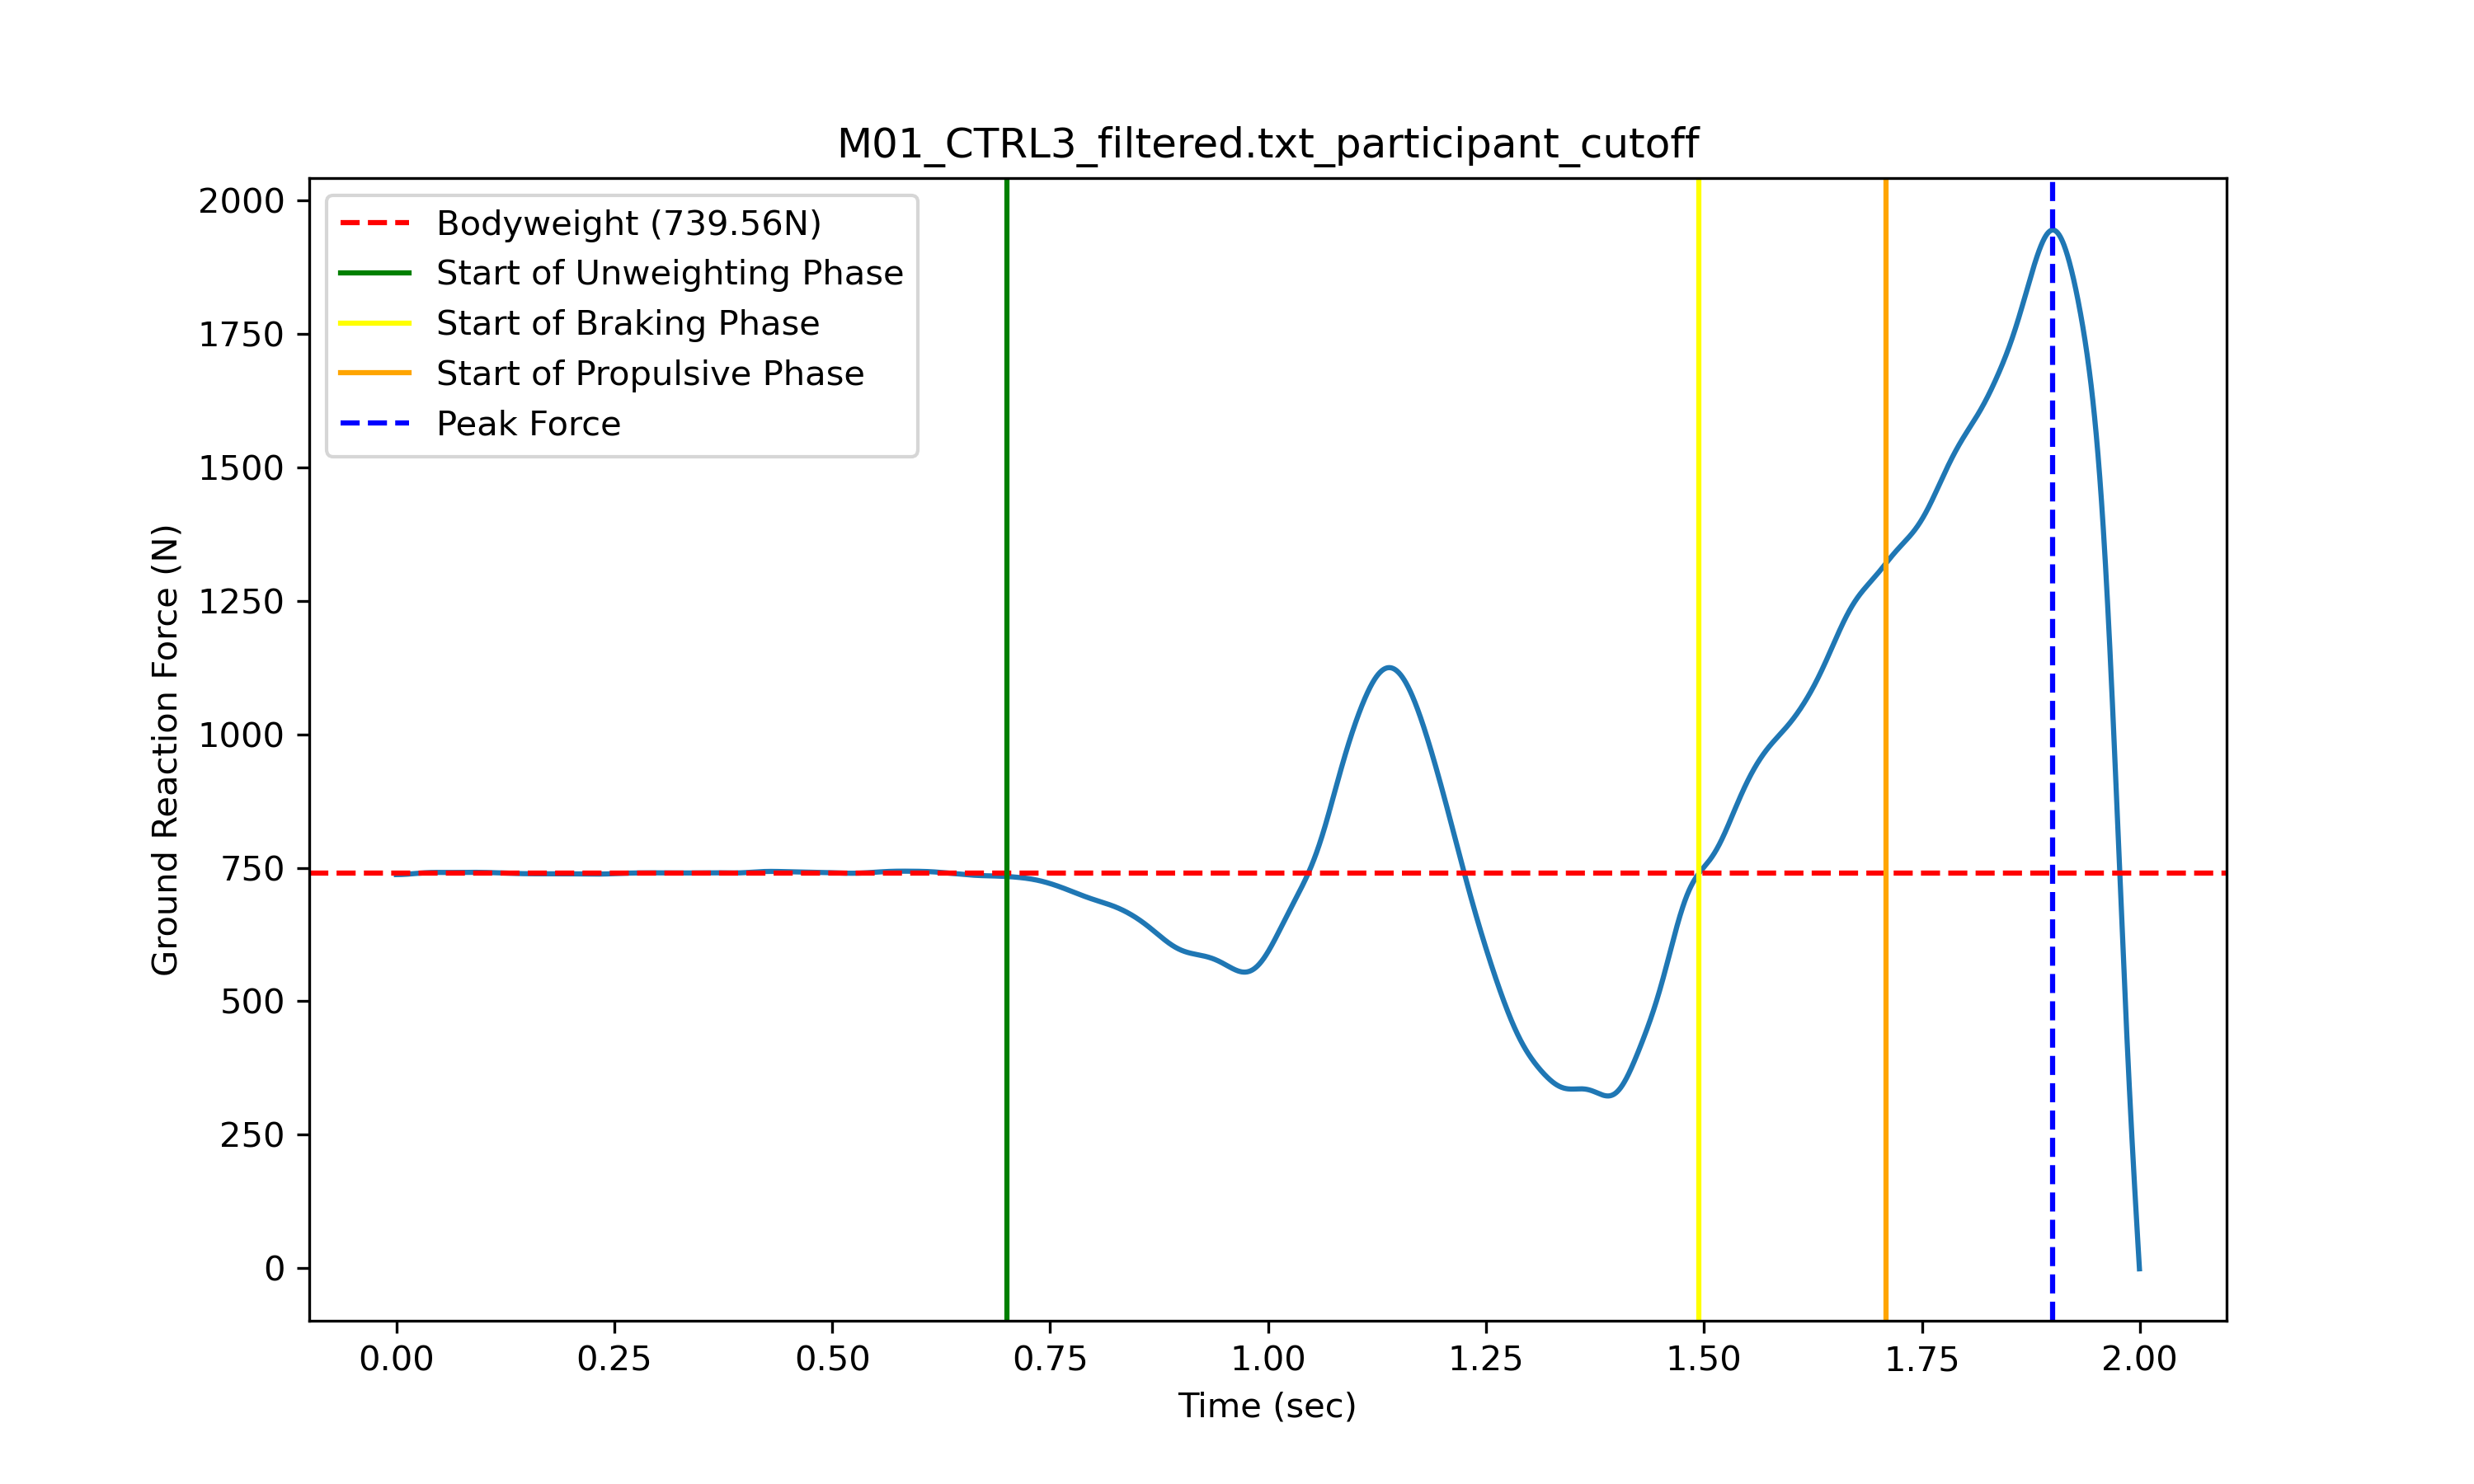 M01_CTRL3_filtered.txt_participant_cutoff
Bodyweight (739.56N)
Start of Unweighting Phase
Start of Braking Phase
Start of Propulsive Phase
Peak Force
Ground Reaction Force (N)
2000
1750
1500
1250
1000
750
500
250
0
0.00 0.25 0.50 0.75 1.00 1.25 1.50 1.75 2.00
Time (sec)